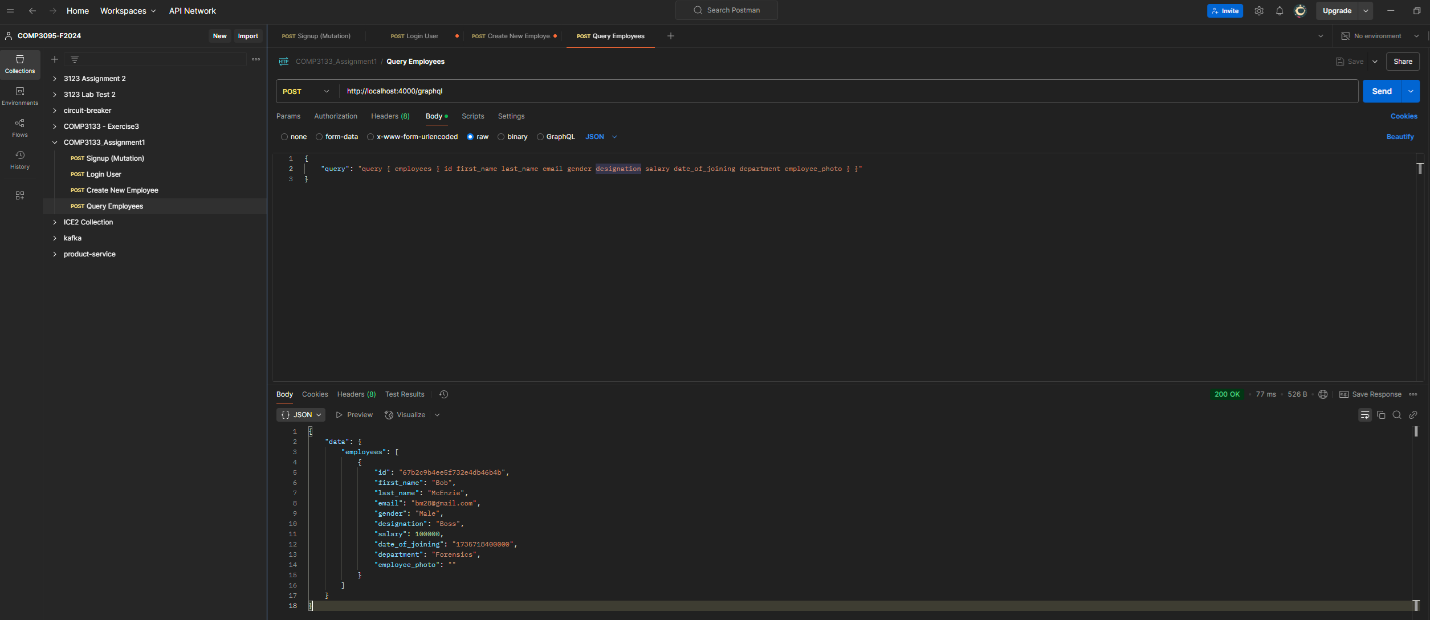 Home Workspaces API Network Search Postman Invite Upgrade
COMP3095-F2024 New Import POST Signup (Mutation) POST Login User POST Create New Employe POST Query Employees No environment
Collections
Environments
Flows
History
3123 Assignment 2
3123 Lab Test 2
circuit-breaker
COMP3133 - Exercise3
COMP3133_Assignment1
POST Signup (Mutation)
POST Login User
POST Create New Employee
POST Query Employees
ICE2 Collection
kafka
product-service
HTTP COMP3133_Assignment1 / Query Employees Save Share
POST http://localhost:4000/graphql Send
Params Authorization Headers (8) Body Scripts Settings Cookies
none form-data x-www-form-urlencoded raw binary GraphQL JSON Beautify
1 {
2 "query": "query { employees { id first_name last_name email gender designation salary date_of_joining department employee_photo } }"
3 }
Body Cookies Headers (8) Test Results 200 OK 77 ms 526 B Save Response
{} JSON Preview Visualize
1 {
2 "data": {
3 "employees": [
4 {
5 "id": "67b2c9b4ee5f732e4db46b4b",
6 "first_name": "Bob",
7 "last_name": "McEnzie",
8 "email": "bm28@gmail.com",
9 "gender": "Male",
10 "designation": "Boss",
11 "salary": 100000,
12 "date_of_joining": "1736710400000",
13 "department": "Forensics",
14 "employee_photo": ""
15 }
16 ]
17 }
18 }